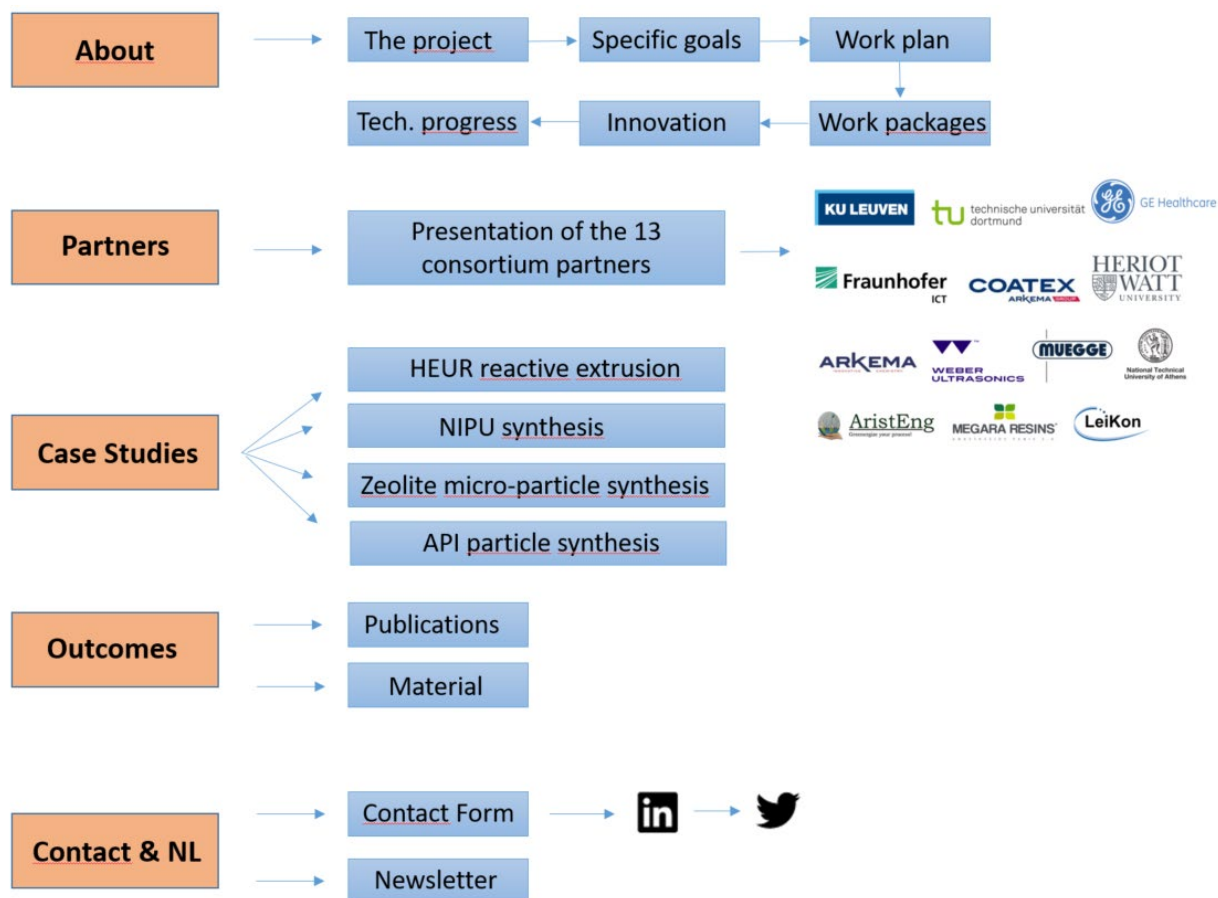 About
The project
Specific goals
Work plan
Tech. progress
Innovation
Work packages
Partners
Presentation of the 13
consortium partners
KU LEUVEN
tu technische universität
dortmund
GE GE Healthcare
Fraunhofer
ICT
COATEX
ARKEMA GROUP
HERIOT
WATT
UNIVERSITY
ARKEMA
WEBER
ULTRASONICS
MUEGGE
National Technical
University of Athens
AristEng
MEGARA RESINS
LeiKon
Case Studies
HEUR reactive extrusion
NIPU synthesis
Zeolite micro-particle synthesis
API particle synthesis
Outcomes
Publications
Material
Contact & NL
Contact Form
in
Newsletter